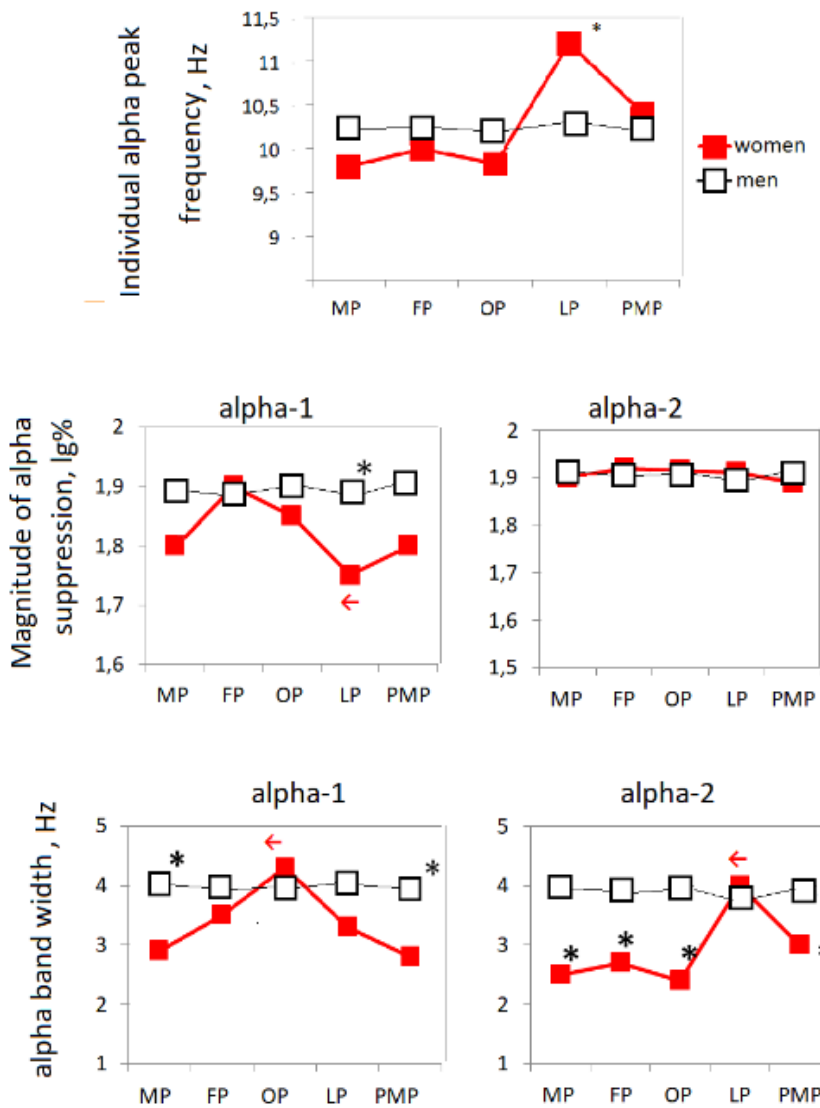 Individual alpha peak
frequency, Hz
11,5
11
10,5
10
9,5
9
*
MP FP OP LP PMP
women
men
Magnitude of alpha
suppression, lg%
alpha-1
2
1,9
1,8
1,7
1,6
*
←
MP FP OP LP PMP
alpha-2
2
1,9
1,8
1,7
1,6
1,5
MP FP OP LP PMP
alpha band width, Hz
alpha-1
5
4
3
2
1
*
←
*
MP FP OP LP PMP
alpha-2
5
4
3
2
1
←
* * * *
MP FP OP LP PMP